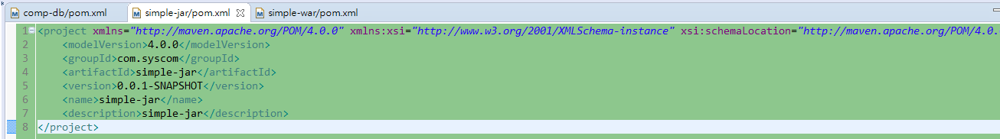 comp-db/pom.xml simple-jar/pom.xml simple-war/pom.xml
1 <project xmlns="http://maven.apache.org/POM/4.0.0" xmlns:xsi="http://www.w3.org/2001/XMLSchema-instance" xsi:schemaLocation="http://maven.apache.org/POM/4.0.
2 <modelVersion>4.0.0</modelVersion>
3 <groupId>com.syscom</groupId>
4 <artifactId>simple-jar</artifactId>
5 <version>0.0.1-SNAPSHOT</version>
6 <name>simple-jar</name>
7 <description>simple-jar</description>
8 </project>